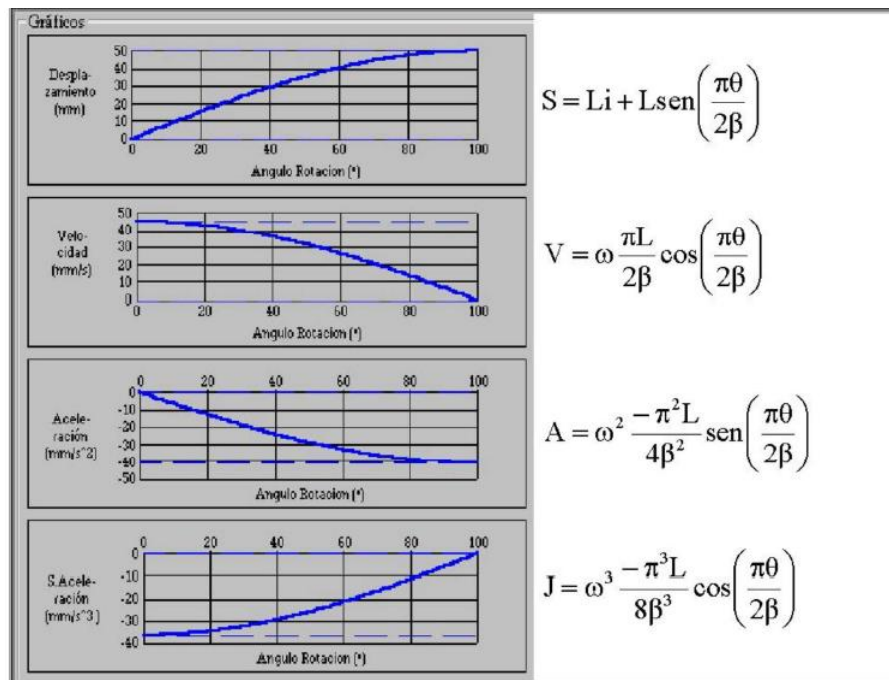 Gráficos
Despla-
zamiento
(mm)
50
40
30
20
10
0
0 20 40 60 80 100
Angulo Rotacion (°)
S = Li + Lsen(πθ/2β)
Velo-
cidad
(mm/s)
50
40
30
20
10
0
0 20 40 60 80 100
Angulo Rotacion (°)
V = ω πL/2β cos(πθ/2β)
0 20 40 60 80 100
Acele-
ración
(mm/s^2)
0
-10
-20
-30
-40
-50
Angulo Rotacion (°)
A = ω² -π²L/4β² sen(πθ/2β)
0 20 40 60 80 100
S.Acele-
ración
(mm/s^3)
0
-10
-20
-30
-40
Angulo Rotacion (°)
J = ω³ -π³L/8β³ cos(πθ/2β)